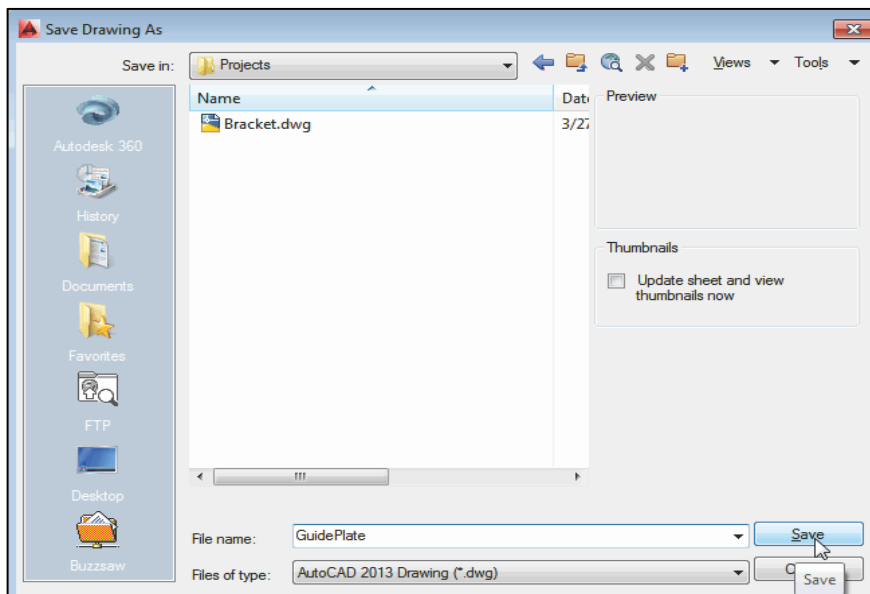 Save Drawing As
Save in: Projects Views Tools
Name Preview
Bracket.dwg 3/27
Autodesk 360
History
Documents
Favorites
FTP
Desktop
Buzzsaw
Thumbnails
Update sheet and view
thumbnails now
File name: GuidePlate Save
Files of type: AutoCAD 2013 Drawing (*.dwg)
Save